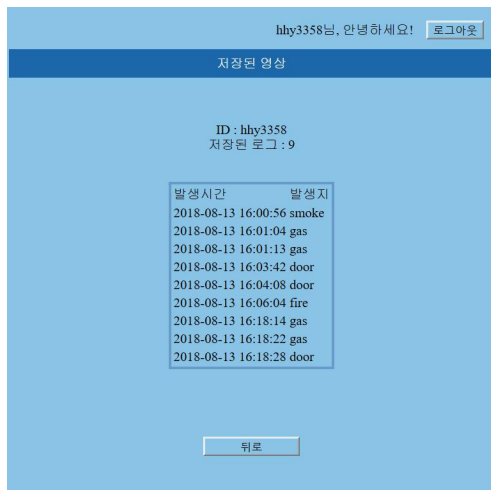 hhy3358님, 안녕하세요! 로그아웃
저장된 영상
ID : hhy3358
저장된 로그 : 9
발생시간 발생지
2018-08-13 16:00:56 smoke
2018-08-13 16:01:04 gas
2018-08-13 16:01:13 gas
2018-08-13 16:03:42 door
2018-08-13 16:04:08 door
2018-08-13 16:06:04 fire
2018-08-13 16:18:14 gas
2018-08-13 16:18:22 gas
2018-08-13 16:18:28 door
뒤로